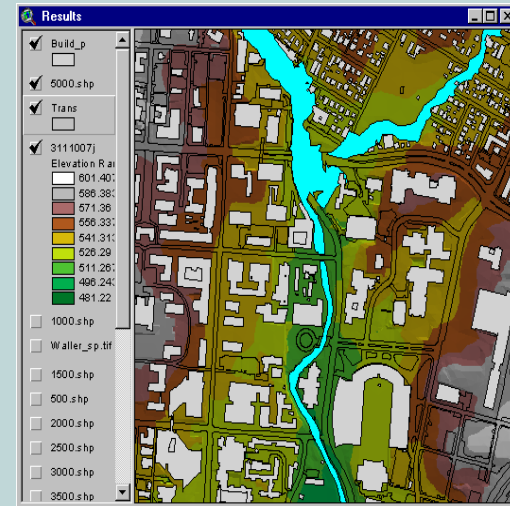 Results
Build_p
5000.shp
Trans
3111007j
Elevation Ra
601.407
586.383
571.36
556.337
541.313
526.29
511.267
496.243
481.22
1000.shp
Waller_sp.tif
1500.shp
500.shp
2000.shp
2500.shp
3000.shp
3500.shp